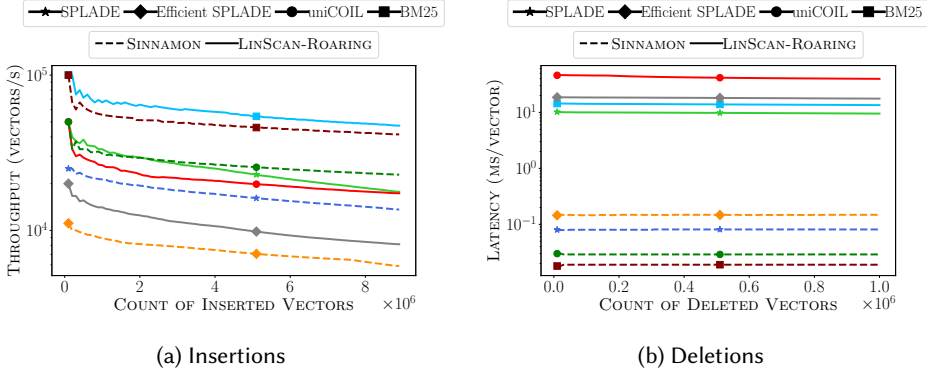 SPLADE Efficient SPLADE uniCOIL BM25
SINNAMON LINSCAN-ROARING
THROUGHPUT (VECTORS/S)
10^5
10^4
0 2 4 6 8
×10^6
COUNT OF INSERTED VECTORS
(a) Insertions
SPLADE Efficient SPLADE uniCOIL BM25
SINNAMON LINSCAN-ROARING
LATENCY (MS/VECTOR)
10^1
10^0
10^−1
0.0 0.2 0.4 0.6 0.8 1.0
×10^6
COUNT OF DELETED VECTORS
(b) Deletions